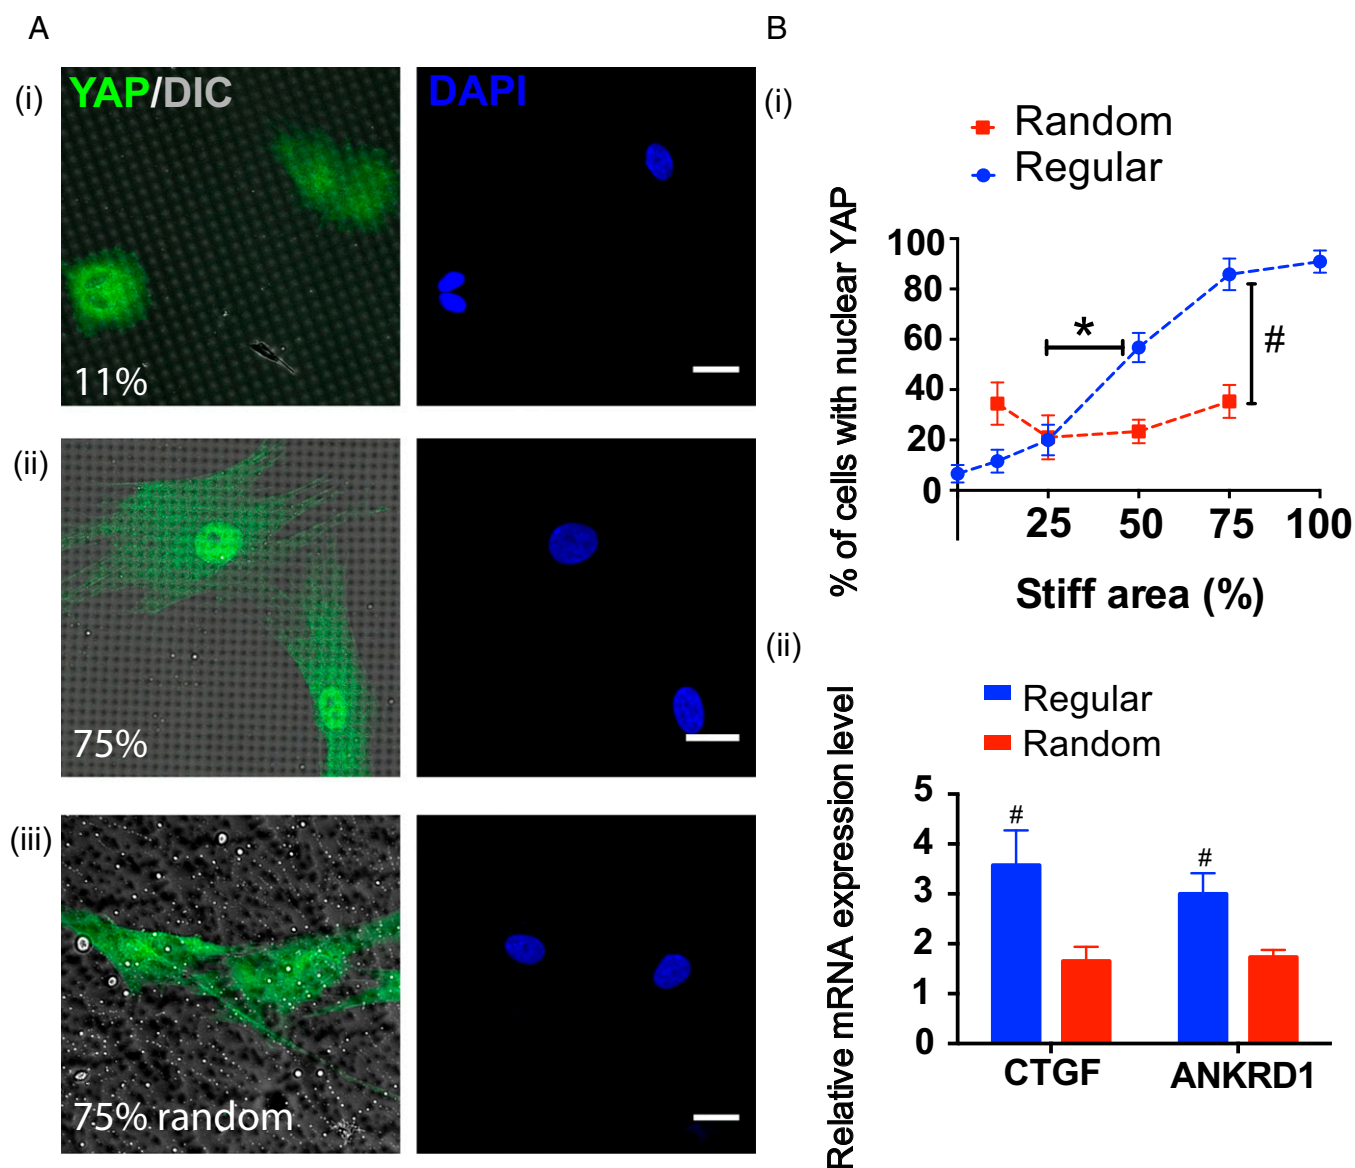 A
(i)
YAP/DIC
DAPI
11%
(ii)
75%
(iii)
75% random
B
(i)
Random
Regular
% of cells with nuclear YAP
100
80
60
40
20
0
*
#
25 50 75 100
Stiff area (%)
(ii)
Regular
Random
Relative mRNA expression level
5
4
3
2
1
0
#
#
CTGF ANKRD1